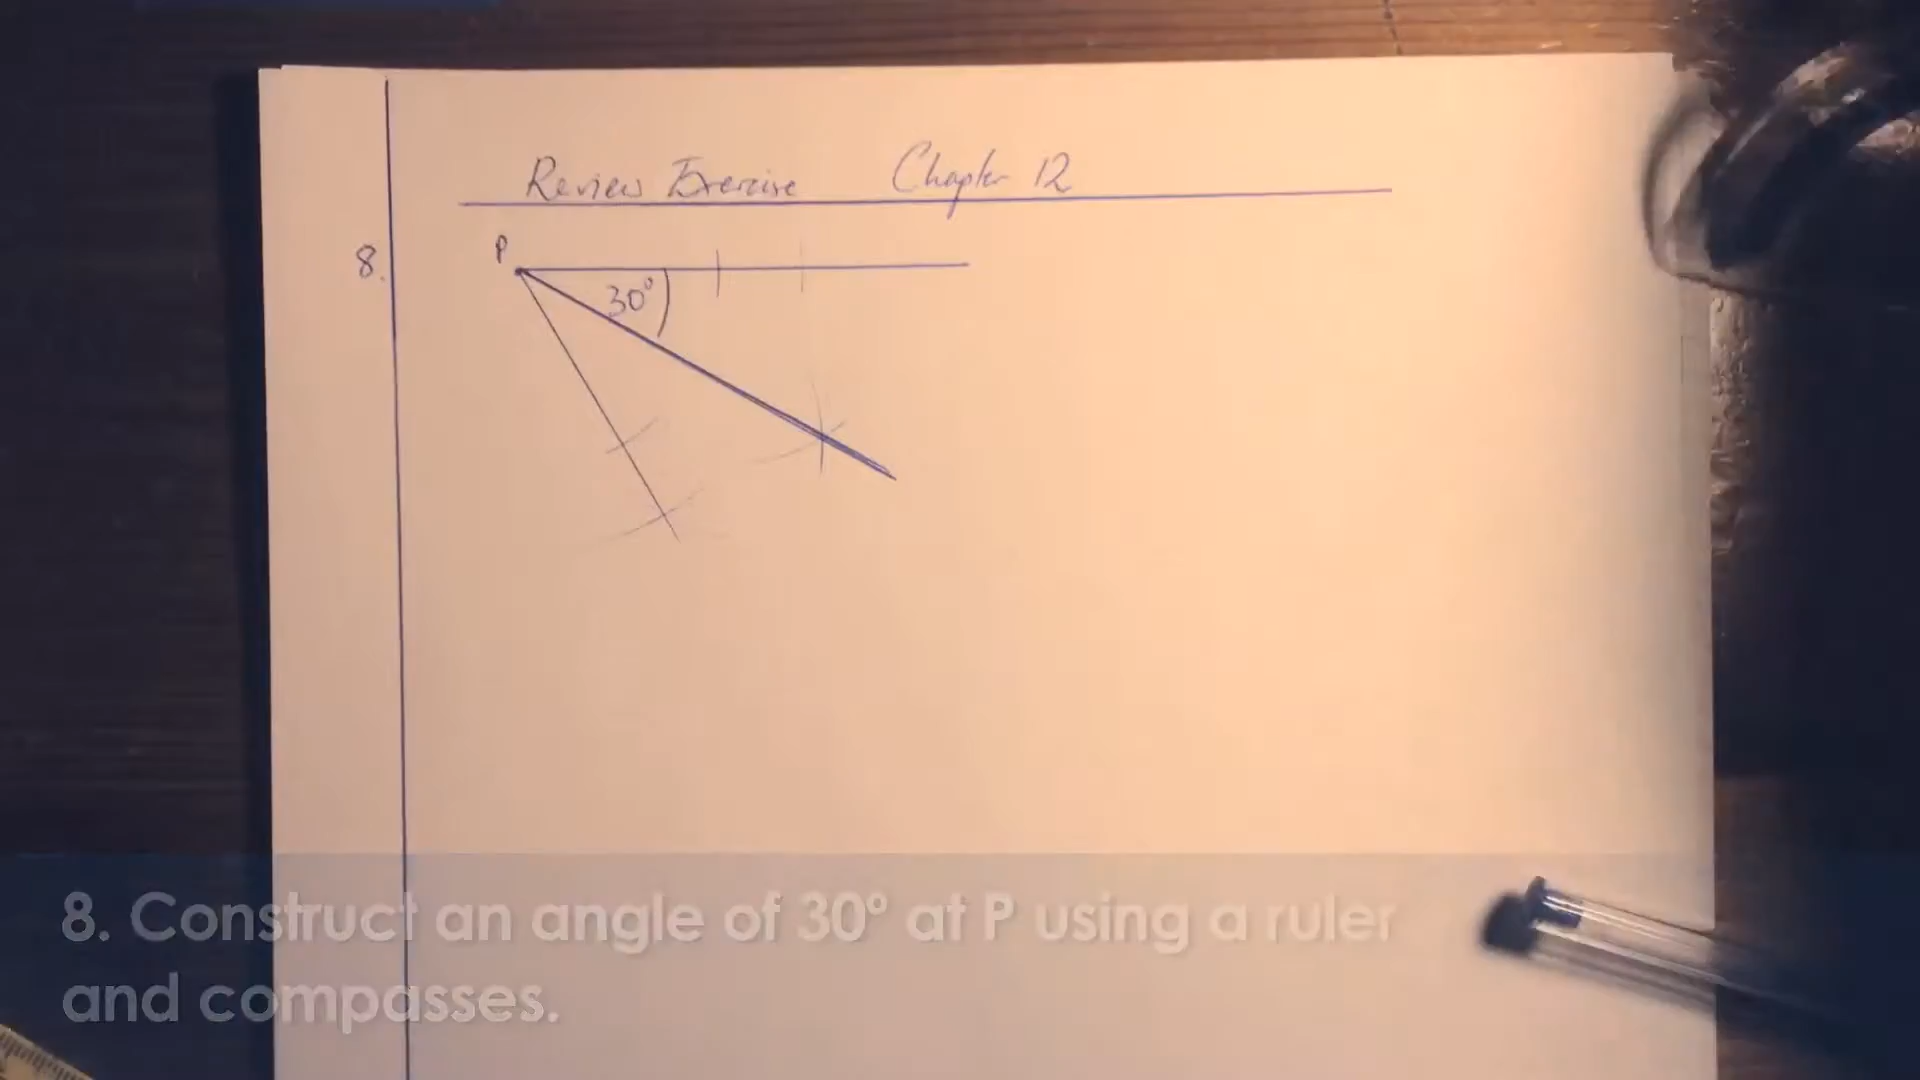 Review Exercise Chapter 12
8.
P
30°
8. Construct an angle of 30° at P using a ruler
and compasses.